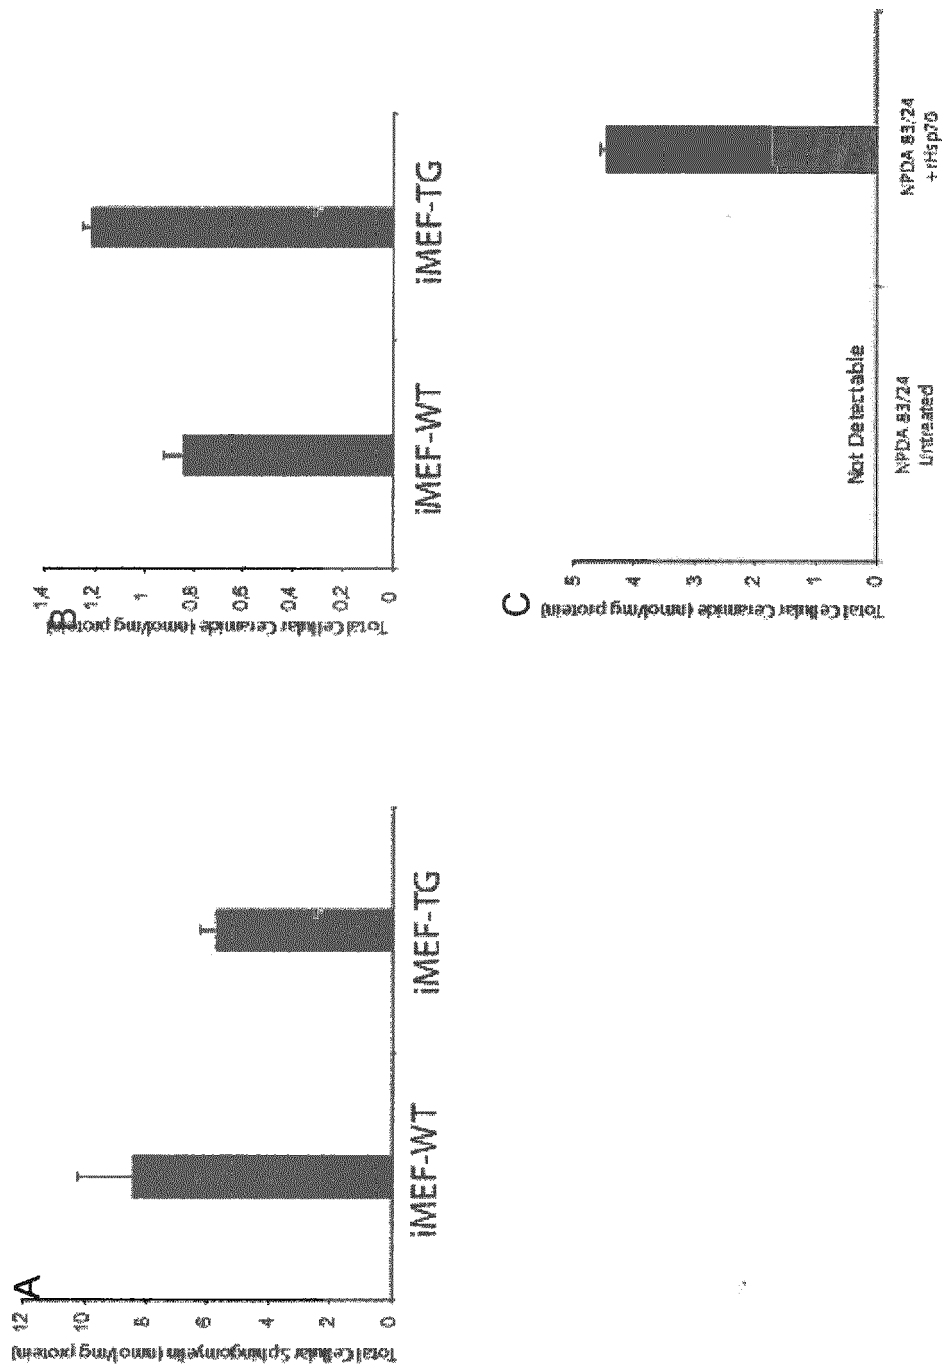 A
Total Cellular Sphingomyelin (nmol/mg protein)
12
10
8
6
4
2
0
iMEF-WT
iMEF-TG
B
Total Cellular Ceramide (nmol/mg protein)
1,4
1,2
1
0,8
0,6
0,4
0,2
0
iMEF-WT
iMEF-TG
C
Total Cellular Ceramide (nmol/mg protein)
5
4
3
2
1
0
Not Detectable
NPDA 83/24
Untreated
NPDA 83/24
+ rHsp70